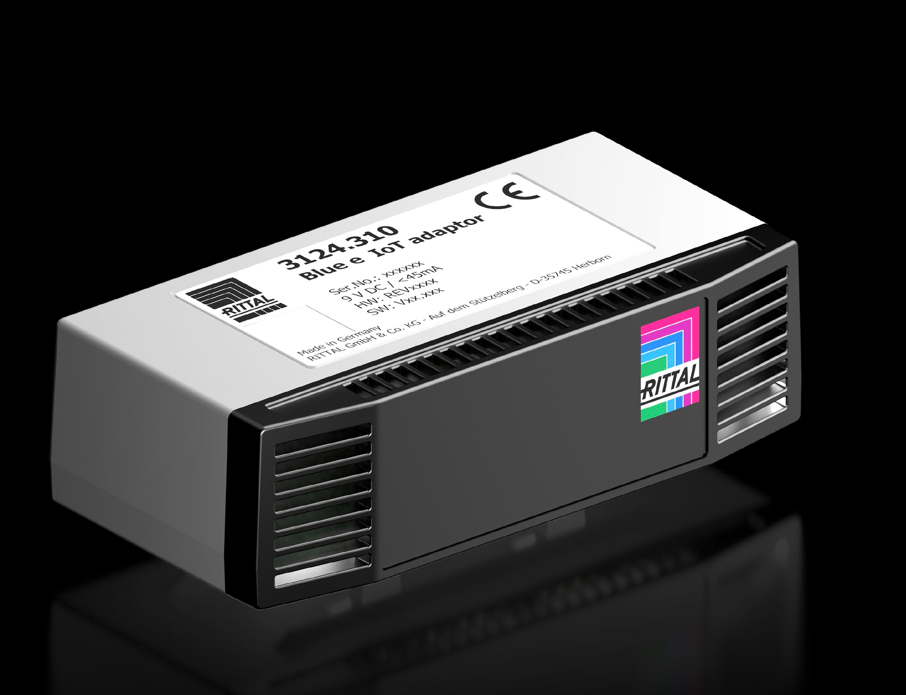 RITTAL
3124.310
Blue e IoT adaptor
CE
Ser.No.: xxxxxx
9 V DC / <45mA
HW: REVxxxx
SW: Vxx.xxx
Made in Germany
RITTAL GmbH & Co. KG - Auf dem Stützelberg - D-35745 Herborn
RITTAL